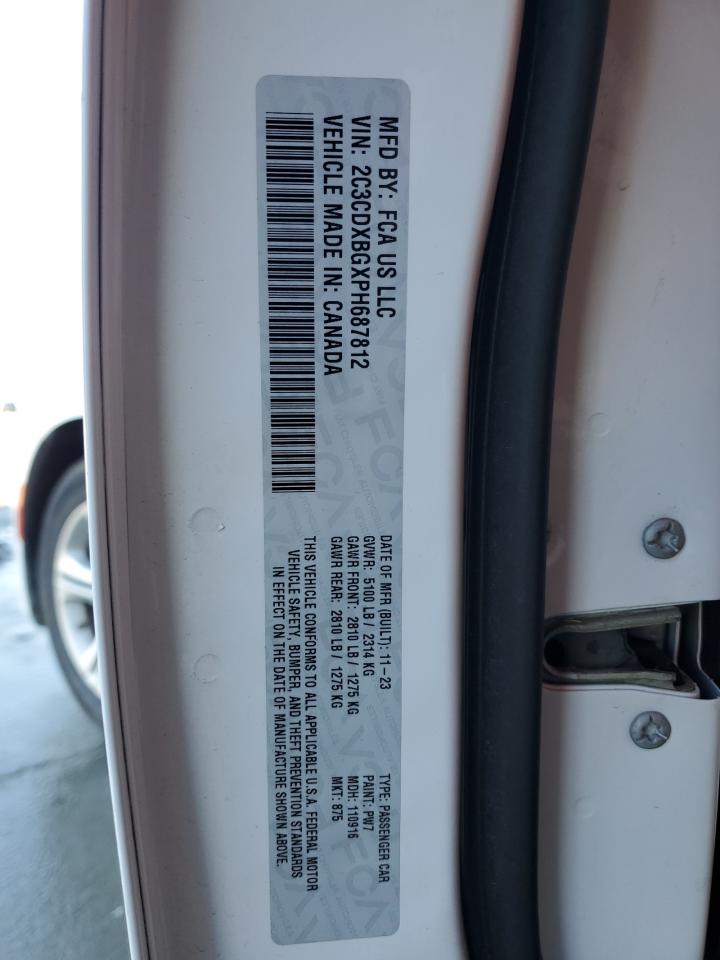 MFD BY: FCA US LLC
VIN: 2C3CDXBGXPH687812
VEHICLE MADE IN: CANADA
DATE OF MFR (BUILT): 11-23 TYPE: PASSENGER CAR
GVWR: 5100 LB / 2314 KG PAINT: PW7
GAWR FRONT: 2810 LB / 1275 KG MDH: 110916
GAWR REAR: 2810 LB / 1275 KG MKT: 875
THIS VEHICLE CONFORMS TO ALL APPLICABLE U.S.A. FEDERAL MOTOR
VEHICLE SAFETY, BUMPER, AND THEFT PREVENTION STANDARDS
IN EFFECT ON THE DATE OF MANUFACTURE SHOWN ABOVE.